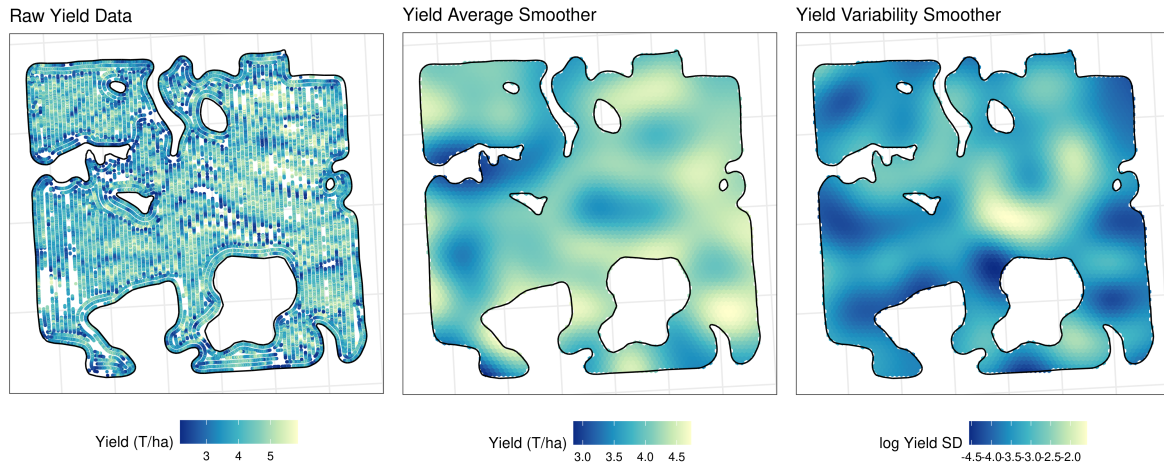 Raw Yield Data
Yield Average Smoother
Yield Variability Smoother
Yield (T/ha)
3 4 5
Yield (T/ha)
3.0 3.5 4.0 4.5
log Yield SD
-4.5-4.0-3.5-3.0-2.5-2.0